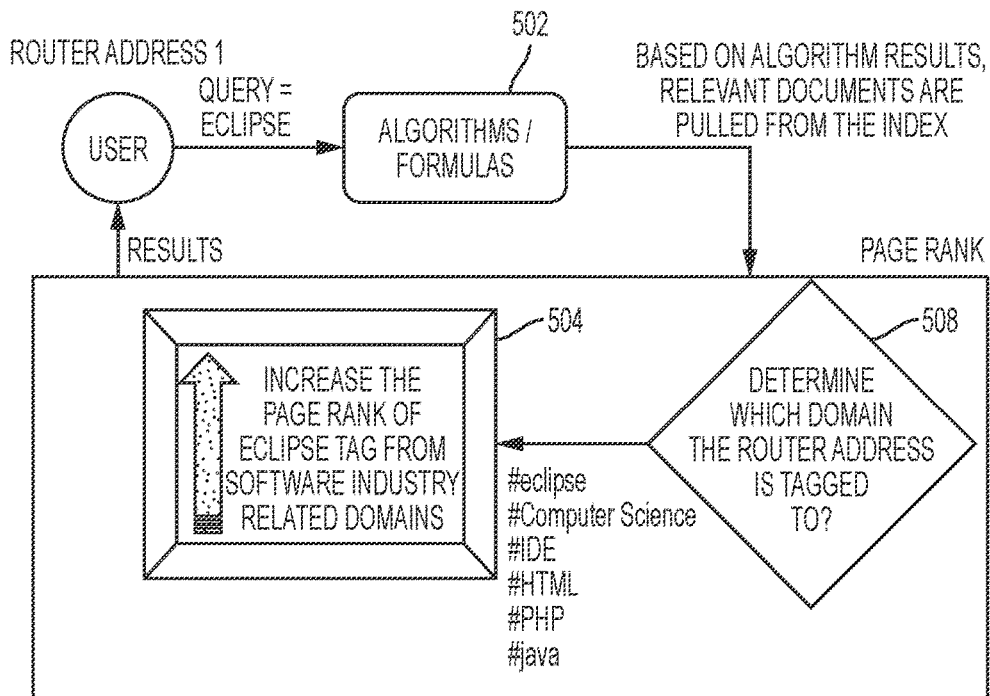 502
ROUTER ADDRESS 1
QUERY =
ECLIPSE
USER
ALGORITHMS /
FORMULAS
BASED ON ALGORITHM RESULTS,
RELEVANT DOCUMENTS ARE
PULLED FROM THE INDEX
RESULTS
PAGE RANK
504
508
INCREASE THE
PAGE RANK OF
ECLIPSE TAG FROM
SOFTWARE INDUSTRY
RELATED DOMAINS
DETERMINE
WHICH DOMAIN
THE ROUTER ADDRESS
IS TAGGED
TO?
#eclipse
#Computer Science
#IDE
#HTML
#PHP
#java